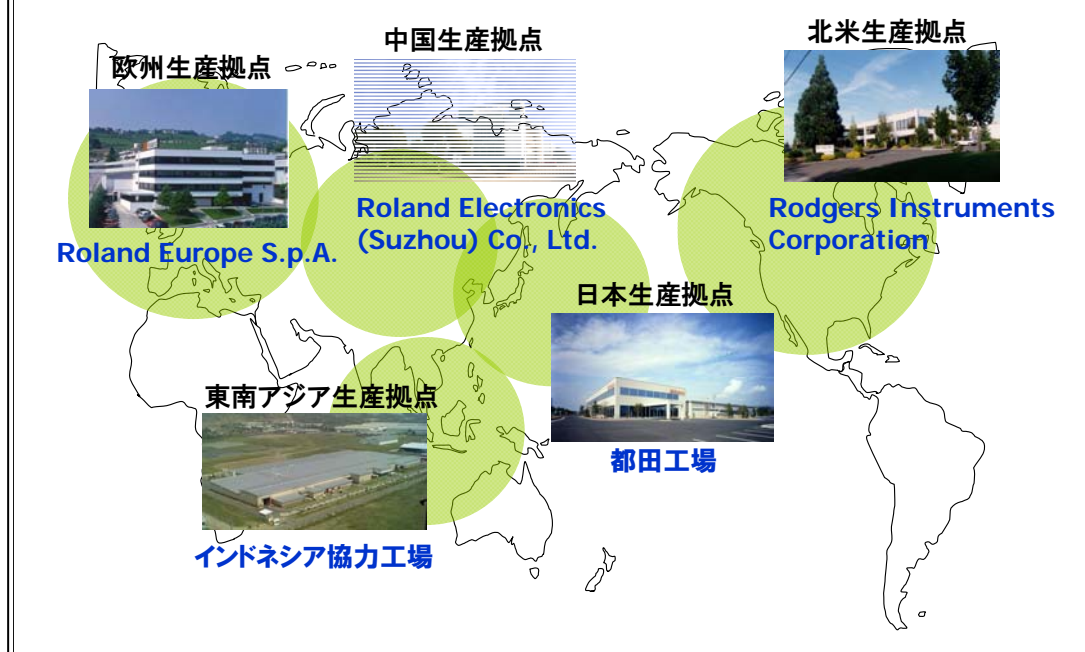 欧州生産拠点
Roland Europe S.p.A.
中国生産拠点
Roland Electronics
(Suzhou) Co., Ltd.
北米生産拠点
Rodgers Instruments
Corporation
日本生産拠点
都田工場
東南アジア生産拠点
インドネシア協力工場